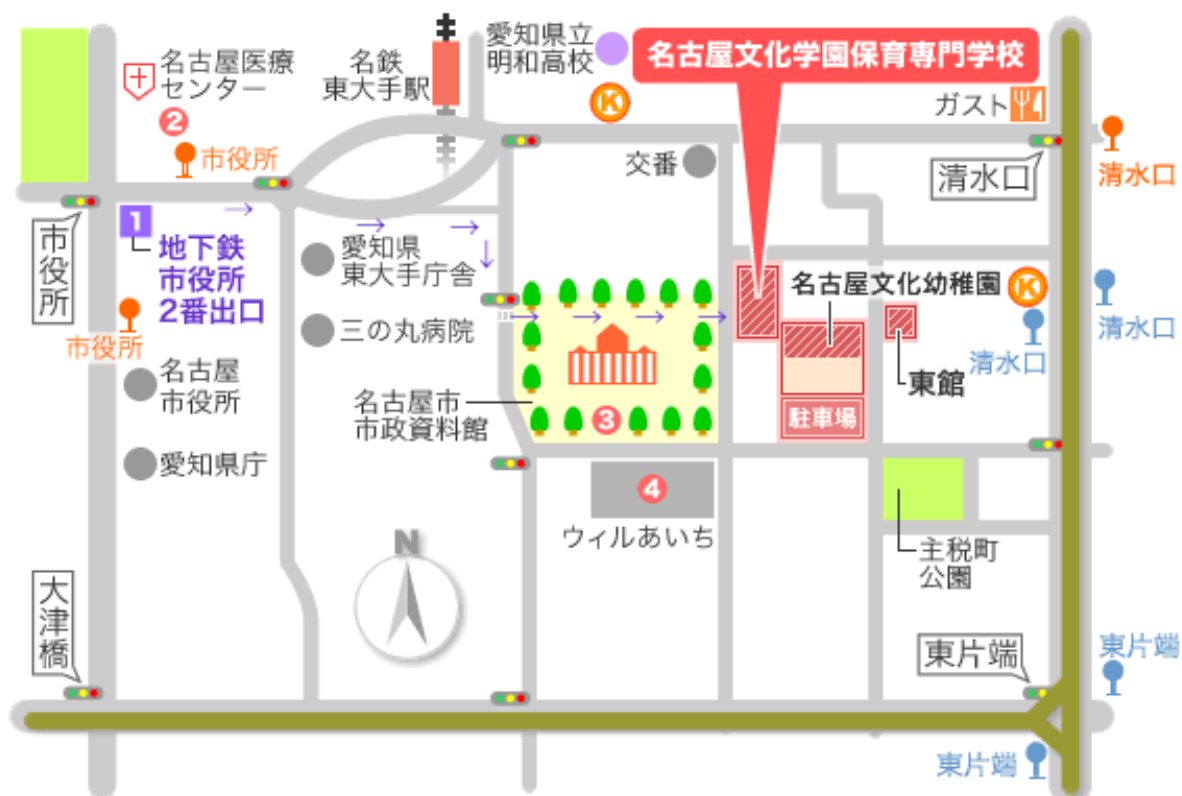 名古屋医療
センター
2
市役所
名鉄
東大手駅
愛知県立
明和高校
K
名古屋文化学園保育専門学校
ガスト
交番
清水口
清水口
市役所
1
地下鉄
市役所
2番出口
市役所
愛知県
東大手庁舎
三の丸病院
名古屋文化幼稚園
K
清水口
清水口
東館
駐車場
名古屋
市役所
愛知県庁
名古屋市
市政資料館
3
4
ウィルあいち
主税町
公園
N
大津橋
東片端
東片端
東片端